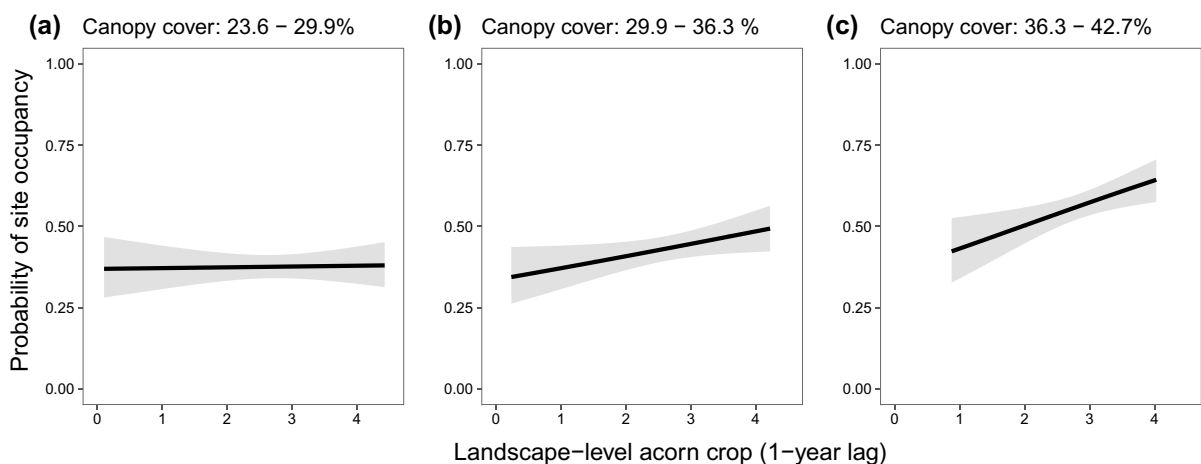 (a) Canopy cover: 23.6 – 29.9%
(b) Canopy cover: 29.9 – 36.3 %
(c) Canopy cover: 36.3 – 42.7%
Probability of site occupancy
1.00
0.75
0.50
0.25
0.00
0 1 2 3 4
1.00
0.75
0.50
0.25
0.00
0 1 2 3 4
1.00
0.75
0.50
0.25
0.00
0 1 2 3 4
Landscape−level acorn crop (1−year lag)